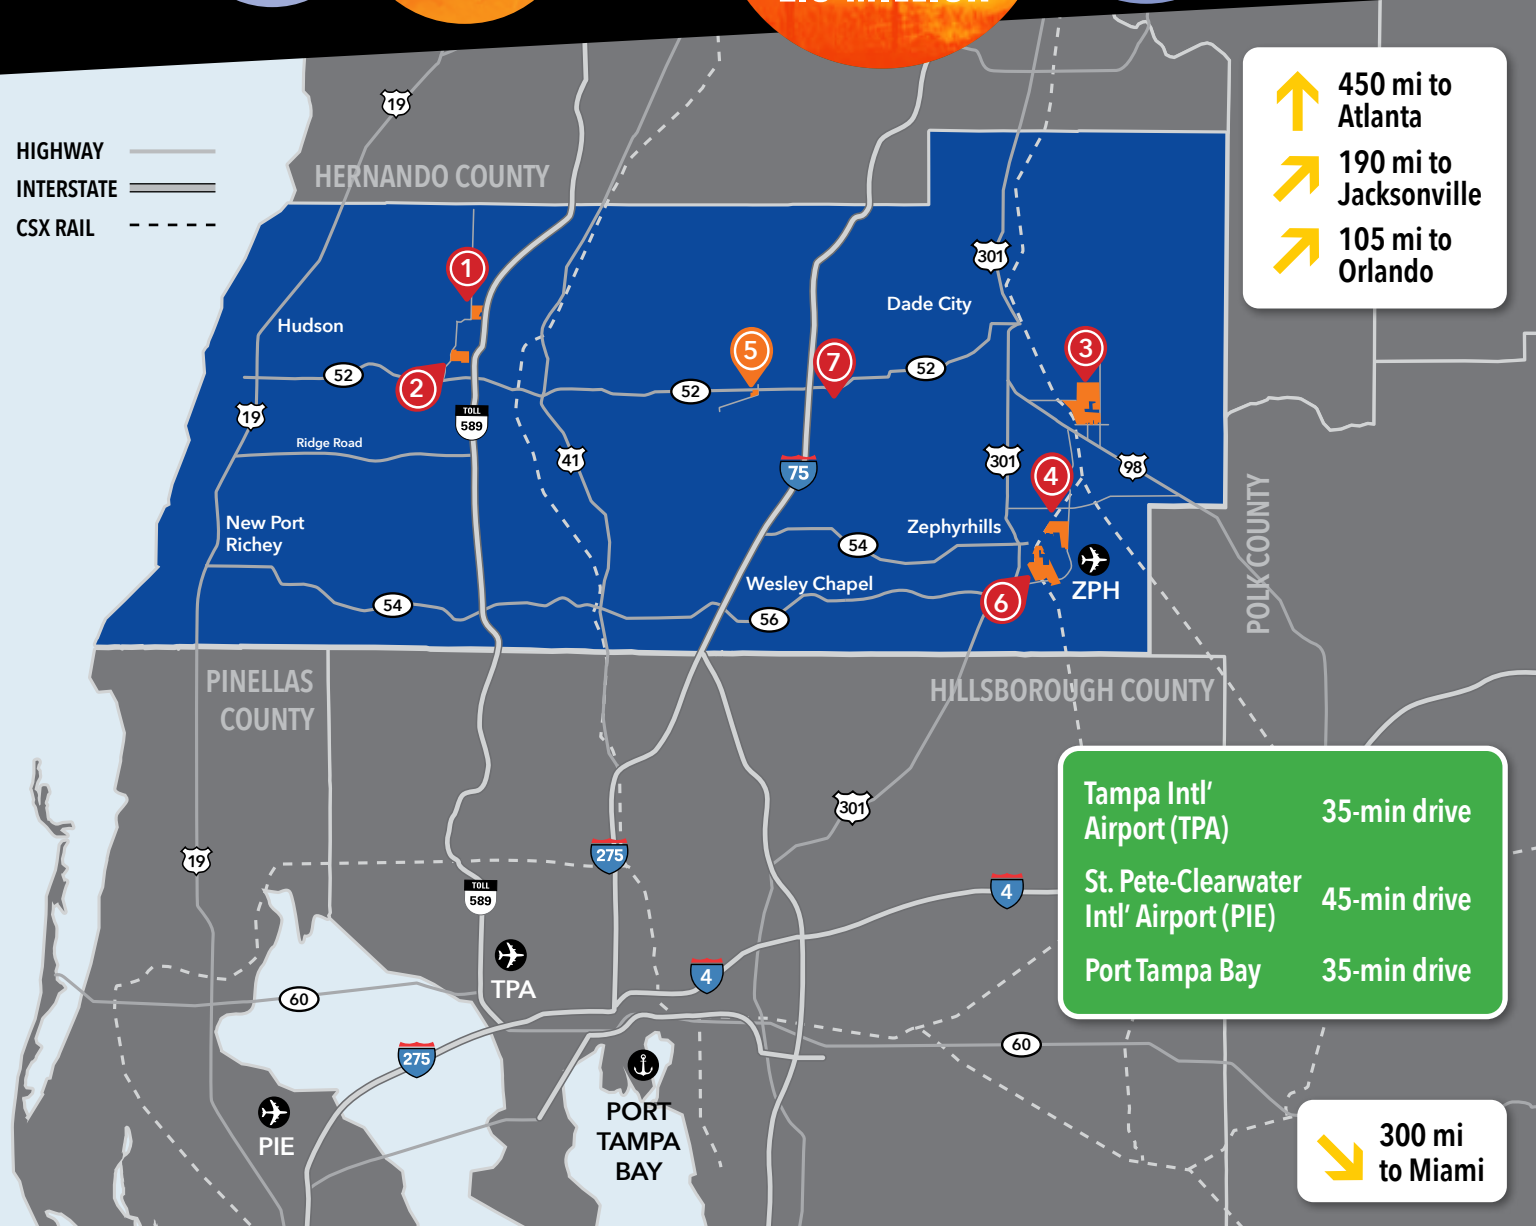 450 mi to
Atlanta
190 mi to
Jacksonville
105 mi to
Orlando
HIGHWAY
INTERSTATE
CSX RAIL
19
HERNANDO COUNTY
1
301
Dade City
Hudson
5
7
3
52
2
52
52
TOLL
589
19
Ridge Road
41
75
301
4
98
New Port
Richey
Zephyrhills
54
Wesley Chapel
ZPH
6
54
56
POLK COUNTY
PINELLAS
COUNTY
HILLSBOROUGH COUNTY
301
19
275
TOLL
589
4
TPA
4
60
275
60
PIE
PORT
TAMPA
BAY
Tampa Intl’
Airport (TPA)
35-min drive
St. Pete-Clearwater
Intl’ Airport (PIE)
45-min drive
Port Tampa Bay
35-min drive
300 mi
to Miami